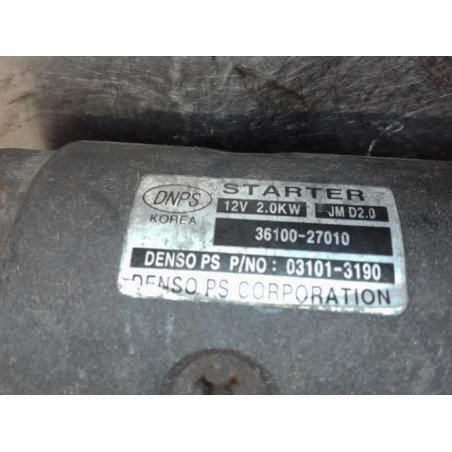 DNPS STARTER
KOREA 12V 2.0KW JM D2.0
36100-27010
DENSO PS P/NO: 03101-3190
DENSO PS CORPORATION